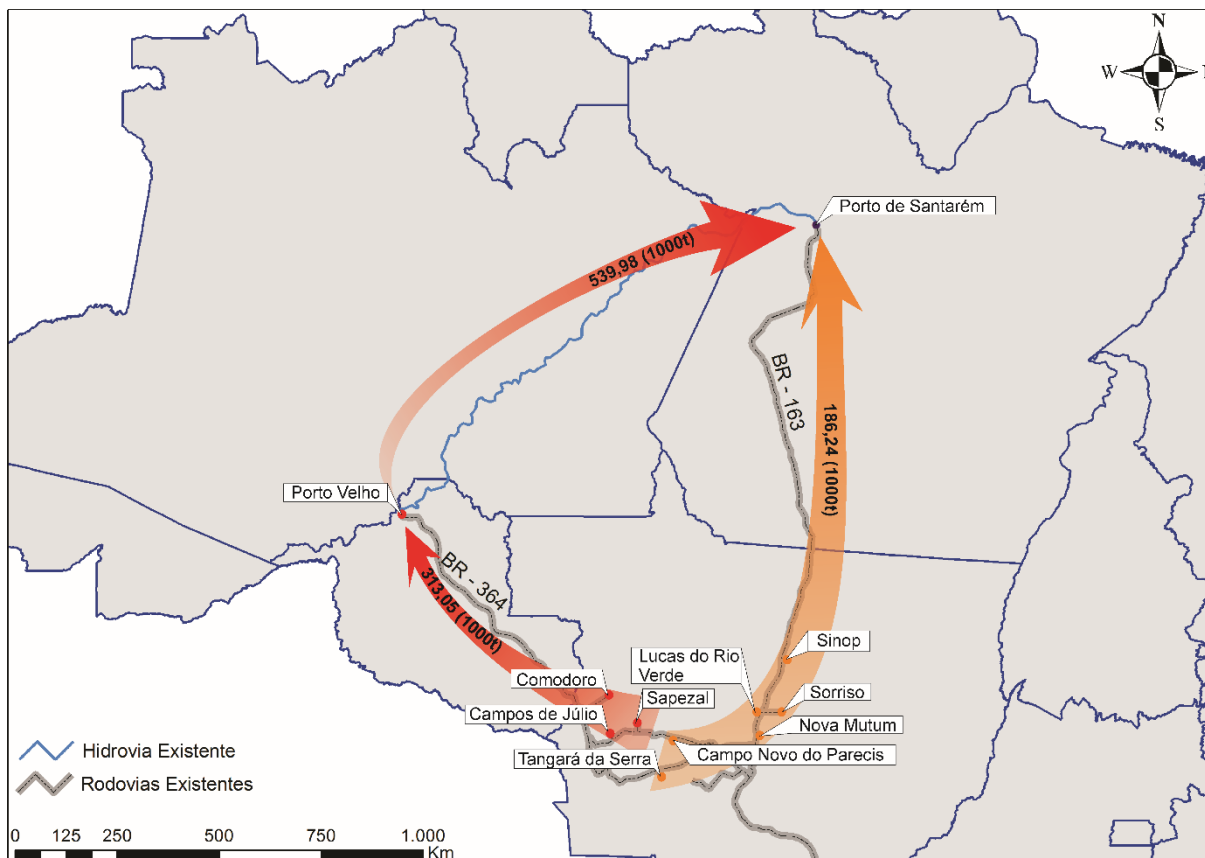 N
W
S
Porto de Santarém
539,98 (1000t)
BR - 163
186,24 (1000t)
Porto Velho
BR - 364
313,05 (1000t)
Sinop
Lucas do Rio
Verde
Comodoro
Sapezal
Sorriso
Campos de Júlio
Nova Mutum
Hidrovia Existente
Tangará da Serra
Campo Novo do Parecis
Rodovias Existentes
0 125 250 500 750 1.000
Km